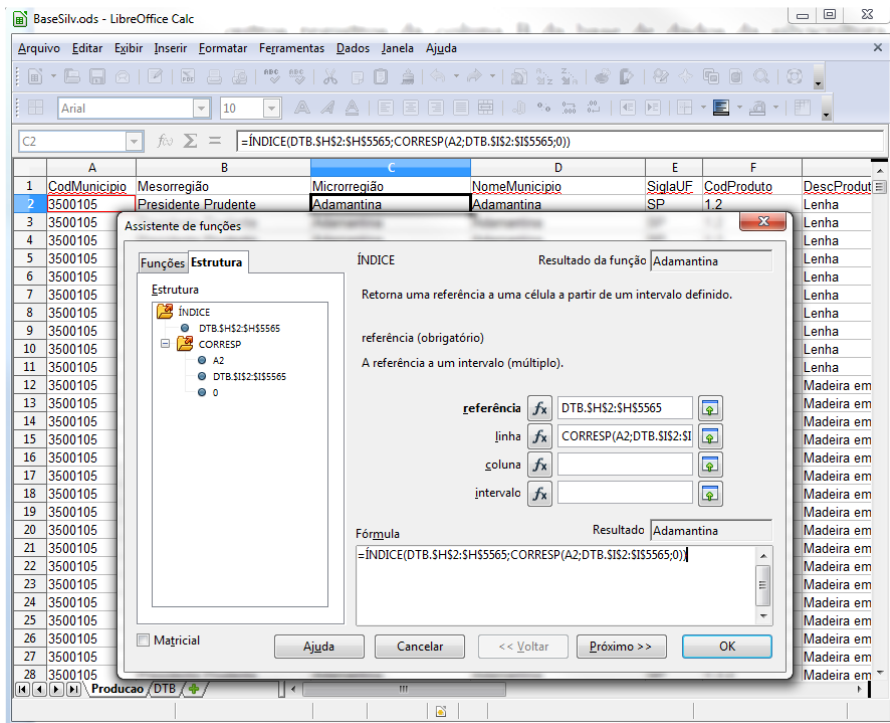 BaseSilv.ods - LibreOffice Calc
Arquivo Editar Exibir Inserir Formatar Ferramentas Dados Janela Ajuda
Arial 10
C2 =ÍNDICE(DTB.$H$2:$H$5565;CORRESP(A2;DTB.$I$2:$I$5565;0))
A B C D E F
1 CodMunicipio Mesorregião Microrregião NomeMunicipio SiglaUF CodProduto DescProdut
2 3500105 Presidente Prudente Adamantina Adamantina SP 1.2 Lenha
3 3500105 Lenha
4 3500105 Lenha
5 3500105 Lenha
6 3500105 Lenha
7 3500105 Lenha
8 3500105 Lenha
9 3500105 Lenha
10 3500105 Lenha
11 3500105 Lenha
12 3500105 Madeira em
13 3500105 Madeira em
14 3500105 Madeira em
15 3500105 Madeira em
16 3500105 Madeira em
17 3500105 Madeira em
18 3500105 Madeira em
19 3500105 Madeira em
20 3500105 Madeira em
21 3500105 Madeira em
22 3500105 Madeira em
23 3500105 Madeira em
24 3500105 Madeira em
25 3500105 Madeira em
26 3500105 Madeira em
27 3500105 Madeira em
28 3500105 Madeira em
Assistente de funções
Funções Estrutura
Estrutura
ÍNDICE
DTB.$H$2:$H$5565
CORRESP
A2
DTB.$I$2:$I$5565
0
Matricial
ÍNDICE Resultado da função Adamantina
Retorna uma referência a uma célula a partir de um intervalo definido.
referência (obrigatório)
A referência a um intervalo (múltiplo).
referência fx DTB.$H$2:$H$5565
linha fx CORRESP(A2;DTB.$I$2:$I
coluna fx
intervalo fx
Fórmula Resultado Adamantina
=ÍNDICE(DTB.$H$2:$H$5565;CORRESP(A2;DTB.$I$2:$I$5565;0))
Ajuda Cancelar << Voltar Próximo >> OK
Producao DTB